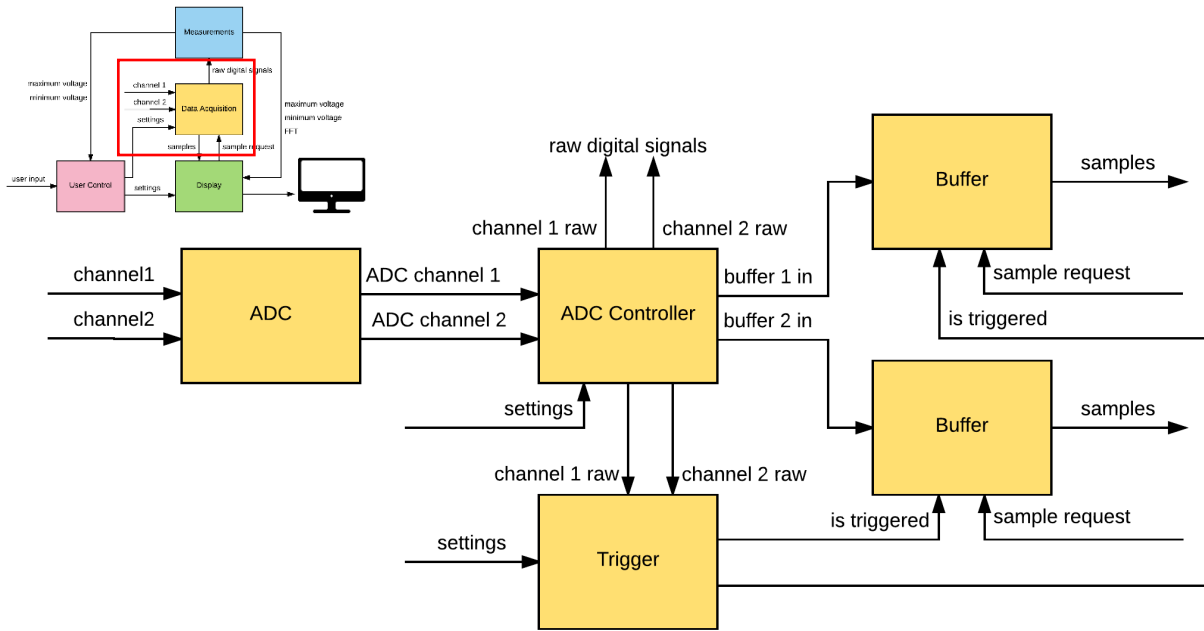 Measurements
raw digital signals
channel 1
maximum voltage
minimum voltage
channel 2
Data Acquisition
settings
maximum voltage
minimum voltage
FFT
samples
sample request
user input
User Control
settings
Display
raw digital signals
channel 1 raw
channel 2 raw
Buffer
samples
sample request
is triggered
channel1
channel2
ADC
ADC channel 1
ADC channel 2
ADC Controller
buffer 1 in
buffer 2 in
settings
channel 1 raw
channel 2 raw
Buffer
samples
is triggered
sample request
settings
Trigger